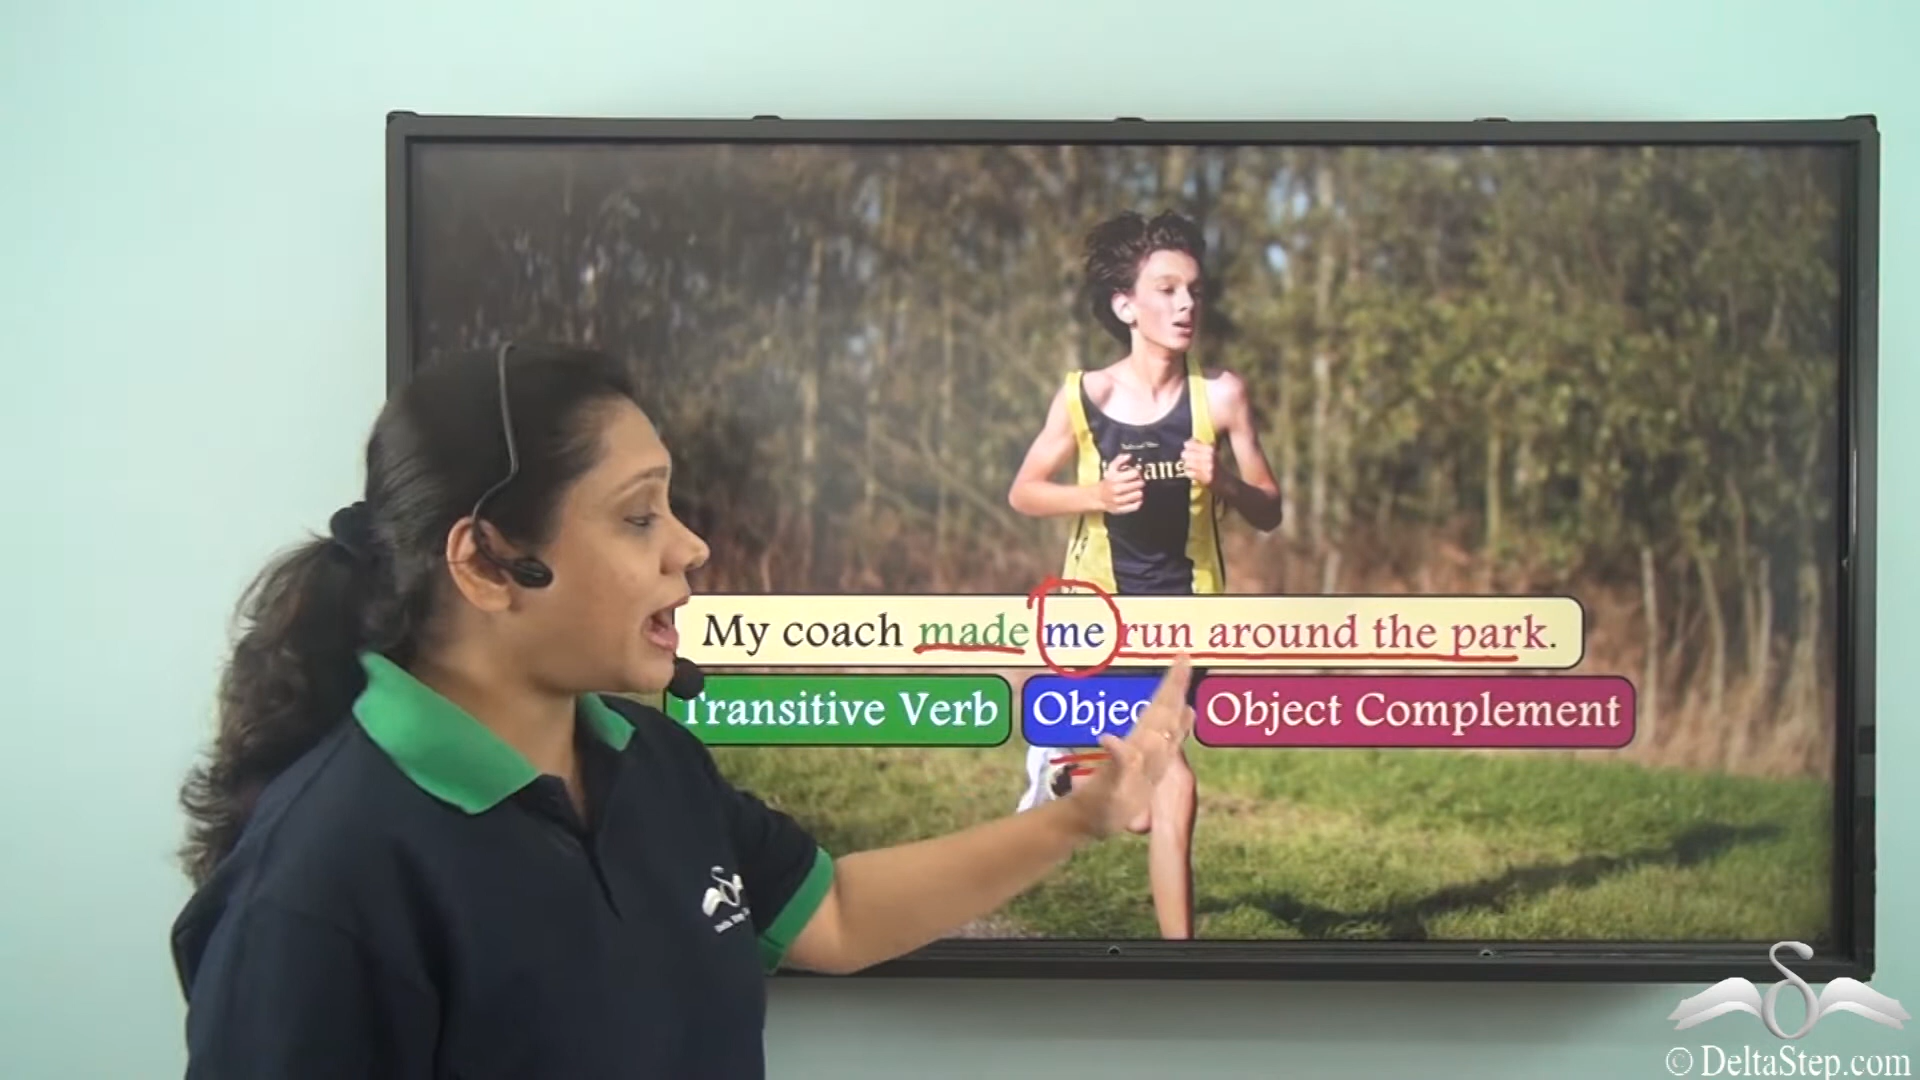 My coach made me run around the park.
Transitive Verb Object Complement
© DeltaStep.com